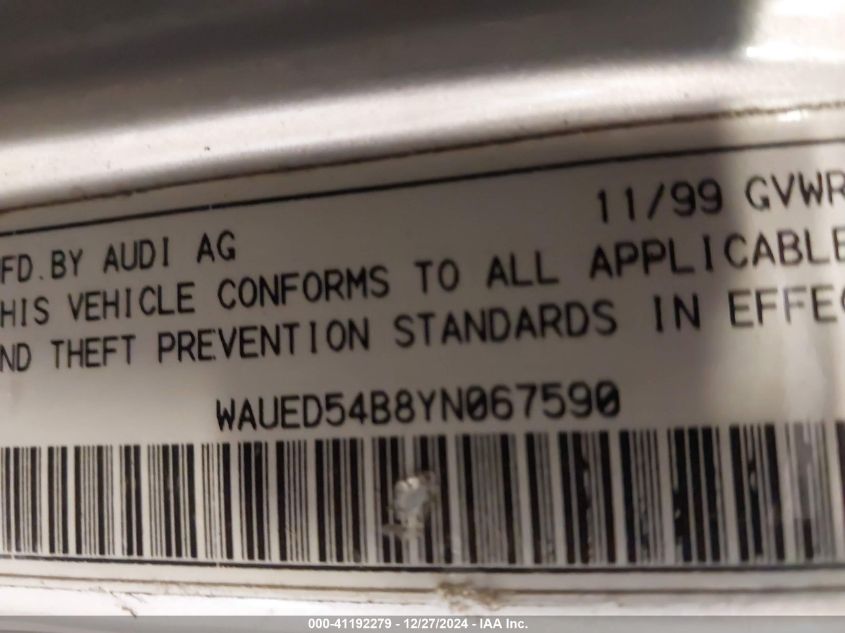 11/99 GVWR
FD.BY AUDI AG
HIS VEHICLE CONFORMS TO ALL APPLICABLE
ND THEFT PREVENTION STANDARDS IN EFFEC
WAUED54B8YN067590
000-41192279 - 12/27/2024 - IAA Inc.